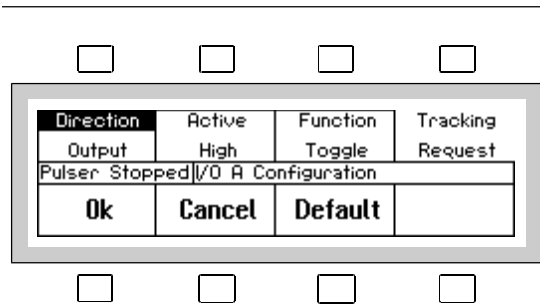 Direction Active Function Tracking
Output High Toggle Request
Pulser Stopped I/O A Configuration
Ok Cancel Default